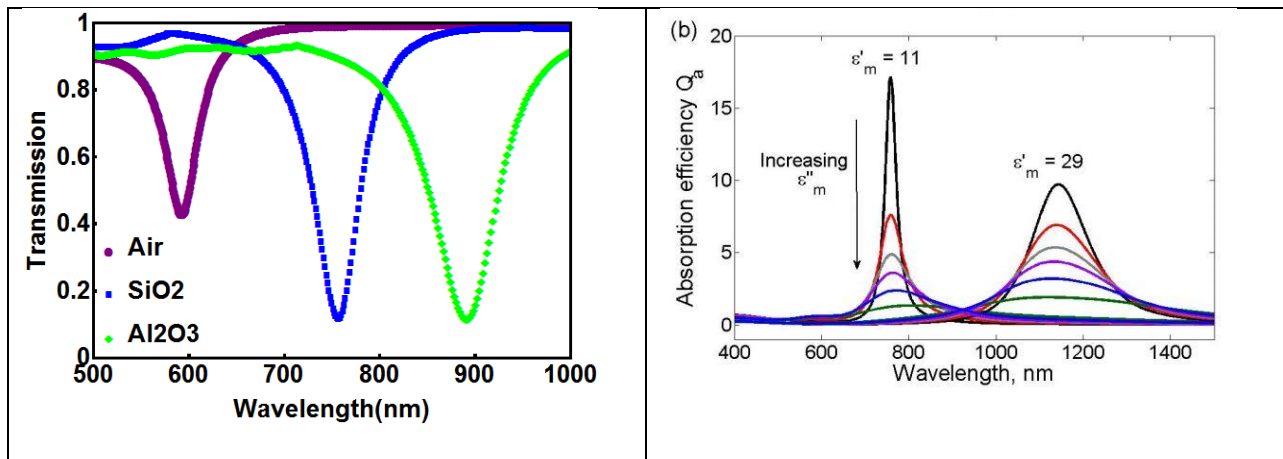 1
0.8
0.6
0.4
0.2
0
Transmission
Air
SiO2
Al2O3
500 600 700 800 900 1000
Wavelength(nm)
(b)
20
15
10
5
0
Absorption efficiency Qa
ε'm = 11
ε'm = 29
Increasing
ε''m
400 600 800 1000 1200 1400
Wavelength, nm